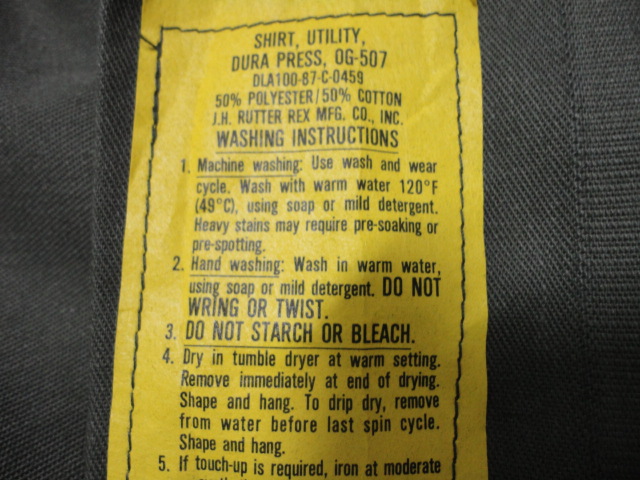 SHIRT, UTILITY,
DURA PRESS, OG-507
DLA100-87-C-0459
50% POLYESTER/50% COTTON
J.H. RUTTER REX MFG. CO., INC.
WASHING INSTRUCTIONS
1. Machine washing: Use wash and wear
cycle. Wash with warm water 120°F
(49°C), using soap or mild detergent.
Heavy stains may require pre-soaking or
pre-spotting.
2. Hand washing: Wash in warm water,
using soap or mild detergent. DO NOT
WRING OR TWIST.
3. DO NOT STARCH OR BLEACH.
4. Dry in tumble dryer at warm setting.
Remove immediately at end of drying.
Shape and hang. To drip dry, remove
from water before last spin cycle.
Shape and hang.
5. If touch-up is required, iron at moderate